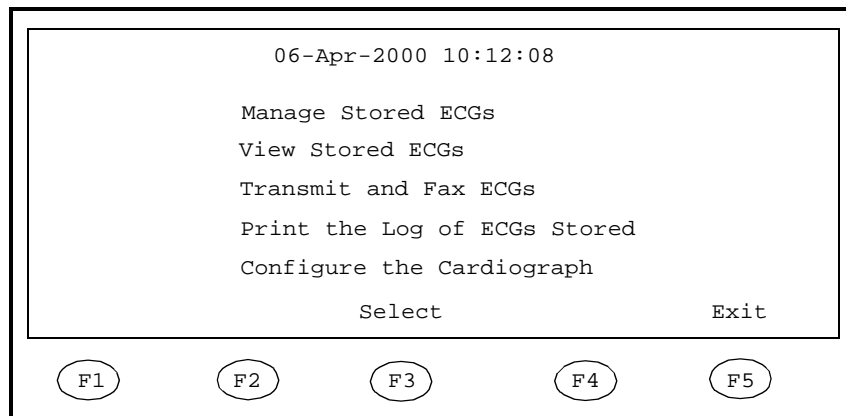 06-Apr-2000 10:12:08
Manage Stored ECGs
View Stored ECGs
Transmit and Fax ECGs
Print the Log of ECGs Stored
Configure the Cardiograph
Select Exit
F1 F2 F3 F4 F5